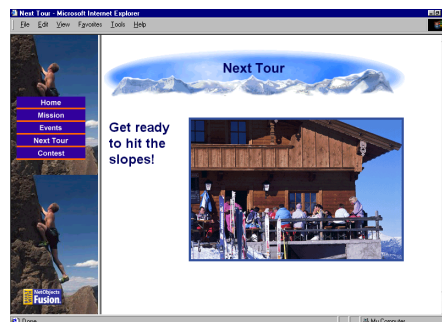 Next Tour - Microsoft Internet Explorer
File Edit View Favorites Tools Help
Next Tour
Home
Mission
Events
Next Tour
Contest
Get ready
to hit the
slopes!
NetObjects
Fusion.
Done
My Computer